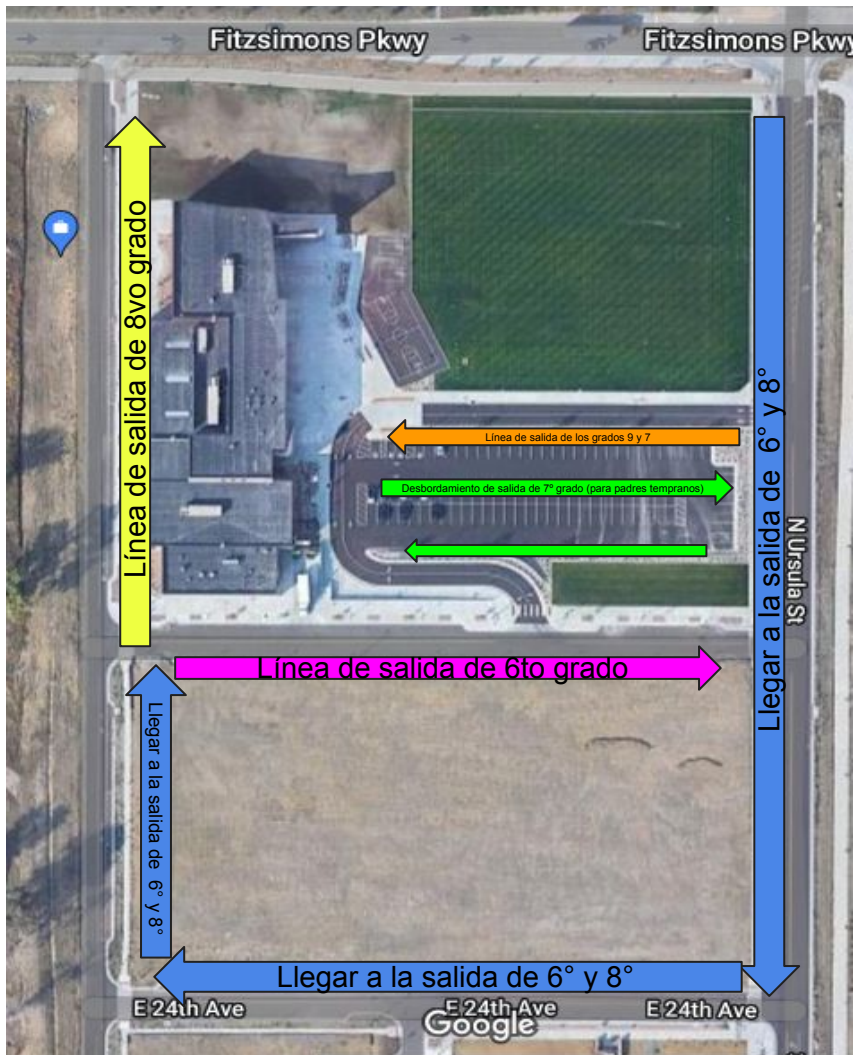 Fitzsimons Pkwy
Fitzsimons Pkwy
Línea de salida de 8vo grado
Llegar a la salida de 6° y 8°
Línea de salida de los grados 9 y 7
Desbordamiento de salida de 7º grado (para padres tempranos)
N Ursula St
Línea de salida de 6to grado
Llegar a la salida de 6° y 8°
Llegar a la salida de 6° y 8°
E 24th Ave
E 24th Ave
E 24th Ave
Google